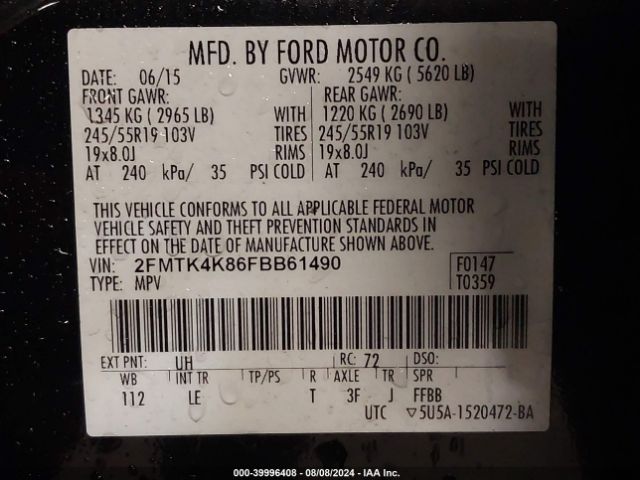 MFD. BY FORD MOTOR CO.
DATE: 06/15 GVWR: 2549 KG ( 5620 LB)
FRONT GAWR: REAR GAWR:
1345 KG ( 2965 LB) WITH 1220 KG ( 2690 LB) WITH
245/55R19 103V TIRES 245/55R19 103V TIRES
19x8.0J RIMS 19x8.0J RIMS
AT 240 kPa/ 35 PSI COLD AT 240 kPa/ 35 PSI COLD
THIS VEHICLE CONFORMS TO ALL APPLICABLE FEDERAL MOTOR
VEHICLE SAFETY AND THEFT PREVENTION STANDARDS IN
EFFECT ON THE DATE OF MANUFACTURE SHOWN ABOVE.
VIN: 2FMTK4K86FBB61490 F0147
TYPE: MPV T0359
EXT PNT: UH RC: 72 DSO:
WB INT TR TP/PS R AXLE TR SPR
112 LE T 3F J FFBB
UTC ▽5U5A-1520472-BA
000-39996408 - 08/08/2024 - IAA Inc.